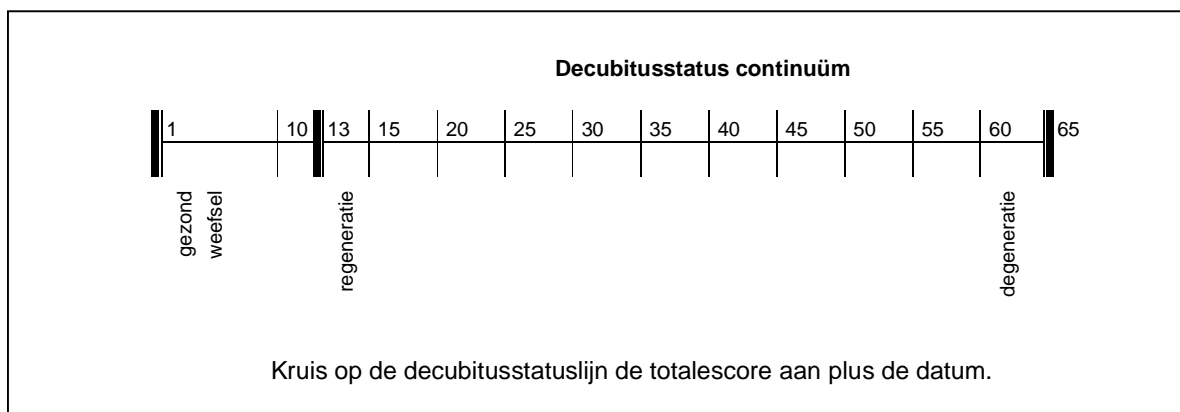 Decubitusstatus continuüm
1 10 13 15 20 25 30 35 40 45 50 55 60 65
gezond
weefsel
regeneratie
degeneratie
Kruis op de decubitusstatuslijn de totalescore aan plus de datum.